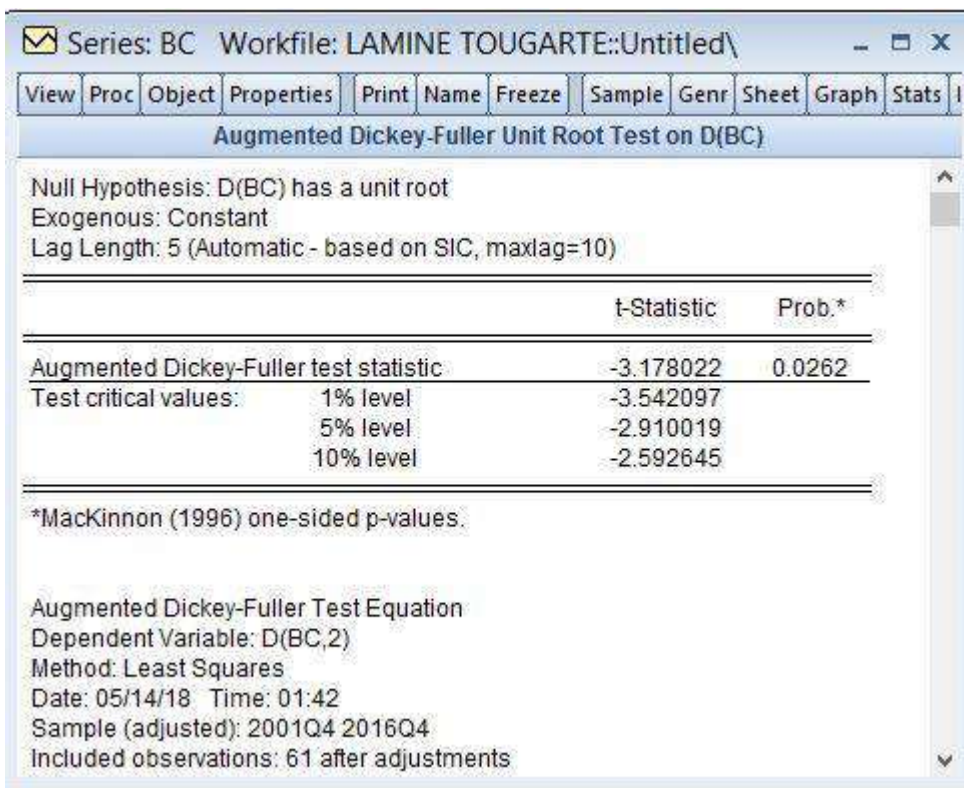 Series: BC Workfile: LAMINE TOUGARTE::Untitled\
View Proc Object Properties Print Name Freeze Sample Genr Sheet Graph Stats
Augmented Dickey-Fuller Unit Root Test on D(BC)
Null Hypothesis: D(BC) has a unit root
Exogenous: Constant
Lag Length: 5 (Automatic - based on SIC, maxlag=10)
t-Statistic Prob.*
Augmented Dickey-Fuller test statistic -3.178022 0.0262
Test critical values: 1% level -3.542097
5% level -2.910019
10% level -2.592645
*MacKinnon (1996) one-sided p-values.
Augmented Dickey-Fuller Test Equation
Dependent Variable: D(BC,2)
Method: Least Squares
Date: 05/14/18 Time: 01:42
Sample (adjusted): 2001Q4 2016Q4
Included observations: 61 after adjustments